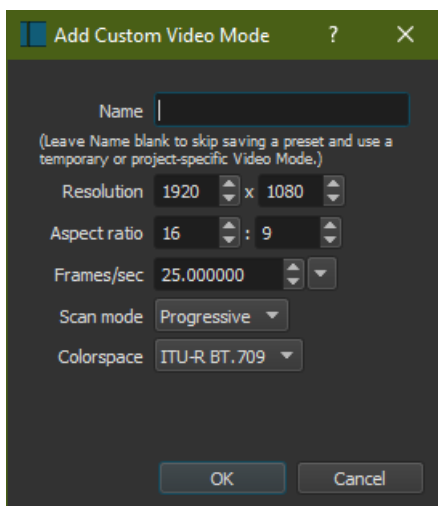 Add Custom Video Mode ? ×
Name
(Leave Name blank to skip saving a preset and use a
temporary or project-specific Video Mode.)
Resolution 1920 x 1080
Aspect ratio 16 : 9
Frames/sec 25.000000
Scan mode Progressive
Colorspace ITU-R BT.709
OK Cancel